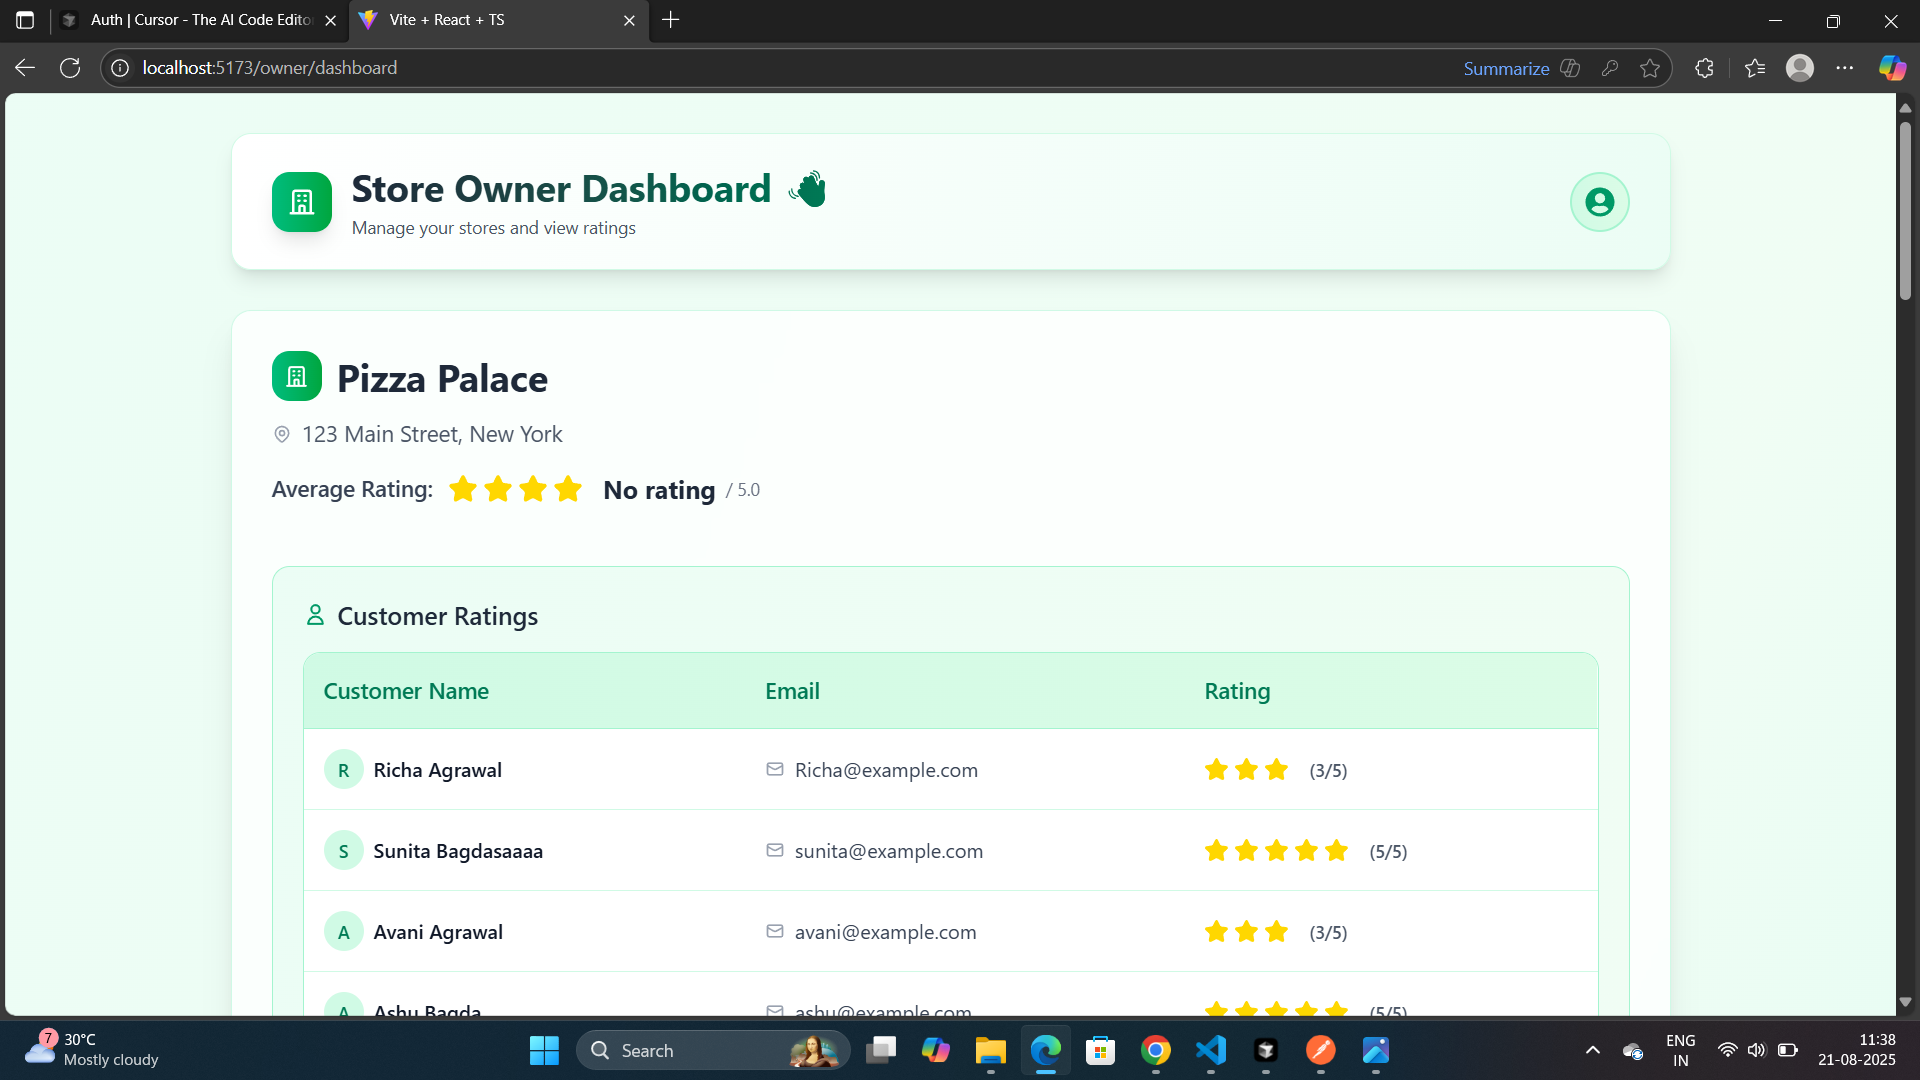 Auth | Cursor - The AI Code Edito
Vite + React + TS
localhost:5173/owner/dashboard
Summarize
Store Owner Dashboard
Manage your stores and view ratings
Pizza Palace
123 Main Street, New York
Average Rating: No rating / 5.0
Customer Ratings
Customer Name Email Rating
R Richa Agrawal Richa@example.com (3/5)
S Sunita Bagdasaaaa sunita@example.com (5/5)
A Avani Agrawal avani@example.com (3/5)
A Ashu Bagda ashu@example.com (5/5)
7
30°C
Mostly cloudy
Search
ENG
IN
11:38
21-08-2025